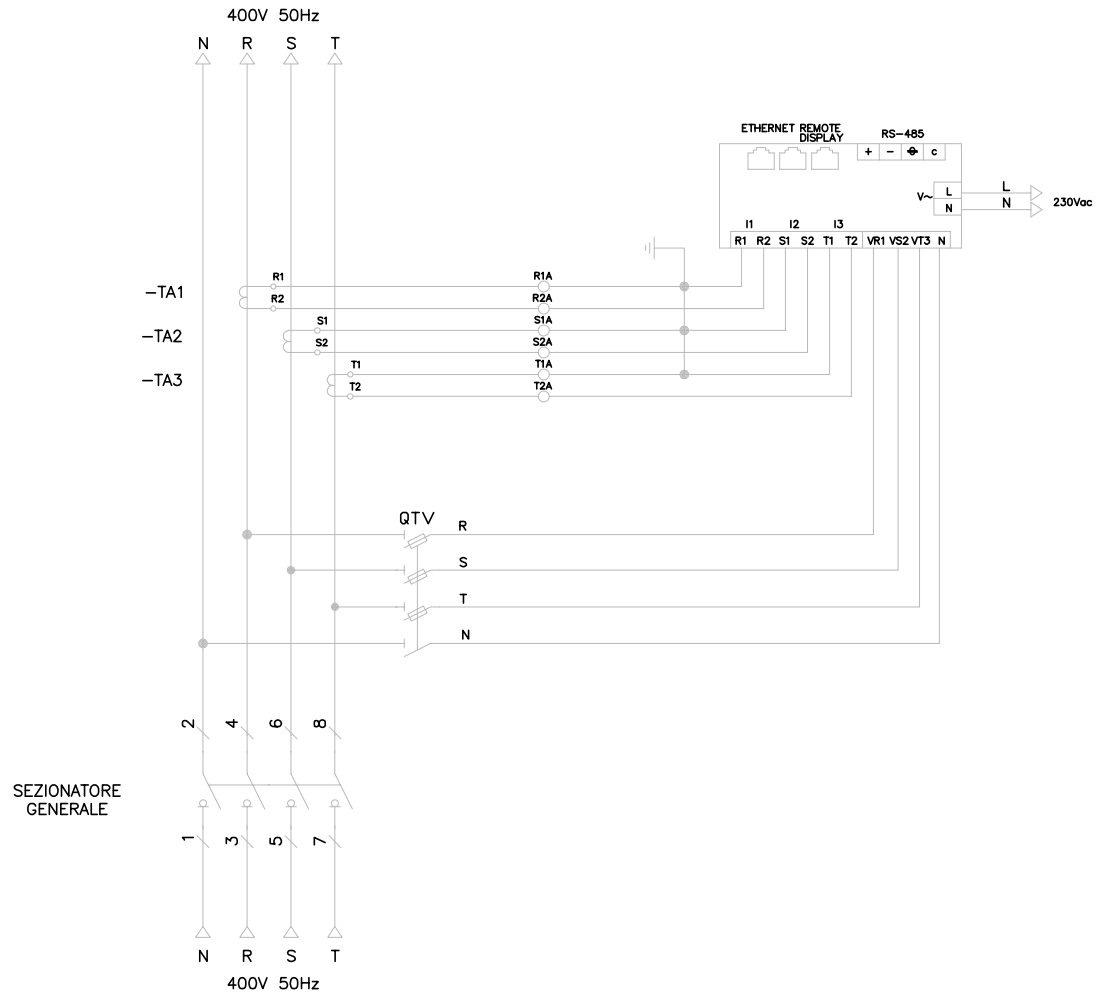 400V 50Hz
N R S T
ETHERNET REMOTE
DISPLAY
RS-485
+ - c
V~ L L
N N
230Vac
I1 I2 I3
R1 R2 S1 S2 T1 T2 VR1 VS2 VT3 N
-TA1
R1 R1A
R2 R2A
-TA2
S1 S1A
S2 S2A
-TA3
T1 T1A
T2 T2A
QTV
R
S
T
N
2 4 6 8
SEZIONATORE
GENERALE
1 3 5 7
N R S T
400V 50Hz